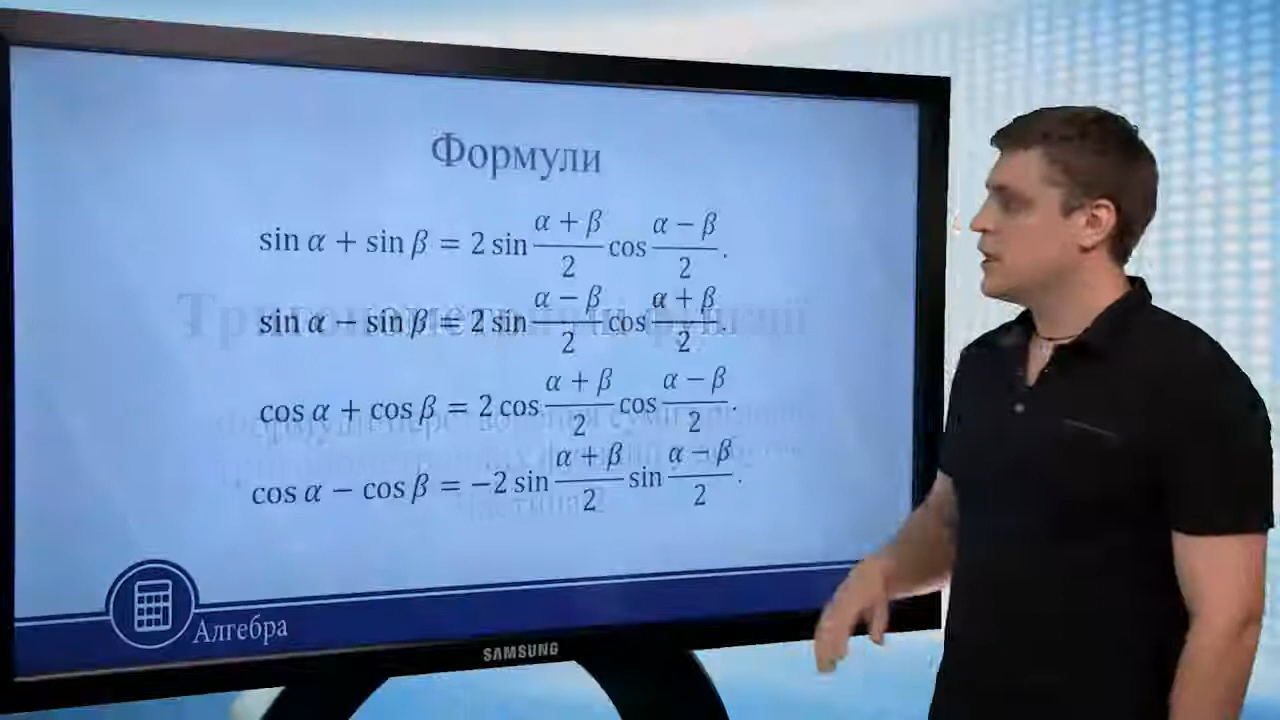 Формули
sin α + sin β = 2 sin (α + β)/2 cos (α − β)/2.
sin α − sin β = 2 sin (α − β)/2 cos (α + β)/2.
cos α + cos β = 2 cos (α + β)/2 cos (α − β)/2.
cos α − cos β = −2 sin (α + β)/2 sin (α − β)/2.
Алгебра
SAMSUNG